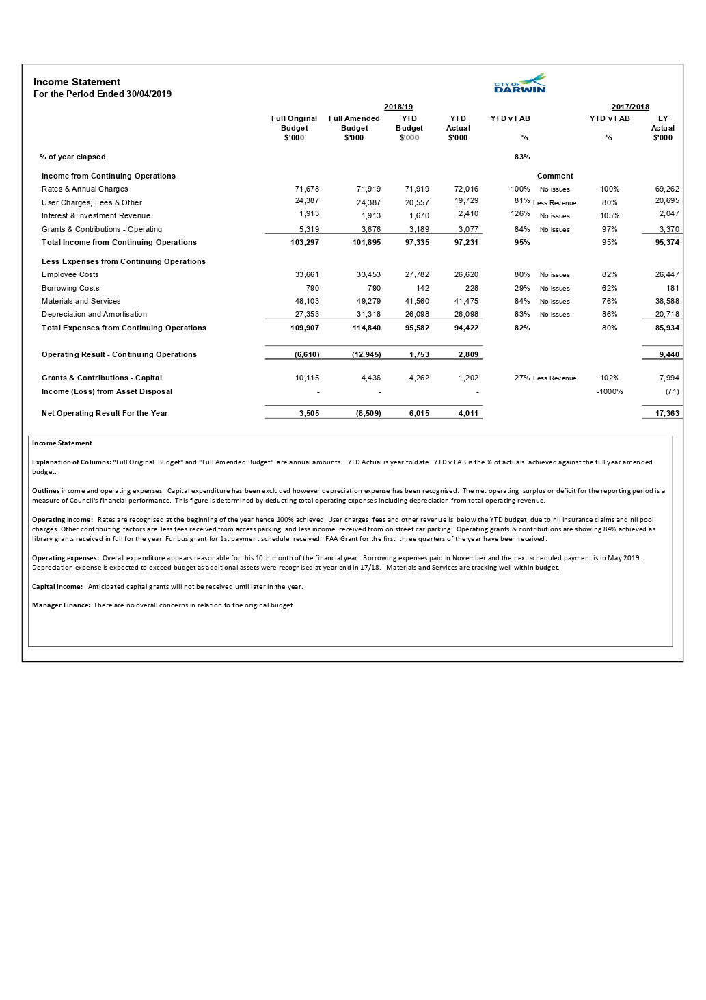 Income Statement
For the Period Ended 30/04/2019
CITY OF
DARWIN
2018/19 2017/2018
Full Original Full Amended YTD YTD YTD v FAB YTD v FAB LY
Budget Budget Budget Actual Actual
$'000 $'000 $'000 $'000 % % $'000
% of year elapsed 83%
Income from Continuing Operations Comment
Rates & Annual Charges 71,678 71,919 71,919 72,016 100% No issues 100% 69,262
User Charges, Fees & Other 24,387 24,387 20,557 19,729 81% Less Revenue 80% 20,695
Interest & Investment Revenue 1,913 1,913 1,670 2,410 126% No issues 105% 2,047
Grants & Contributions - Operating 5,319 3,676 3,189 3,077 84% No issues 97% 3,370
Total Income from Continuing Operations 103,297 101,895 97,335 97,231 95% 95% 95,374
Less Expenses from Continuing Operations
Employee Costs 33,661 33,453 27,782 26,620 80% No issues 82% 26,447
Borrowing Costs 790 790 142 228 29% No issues 62% 181
Materials and Services 48,103 49,279 41,560 41,475 84% No issues 76% 38,588
Depreciation and Amortisation 27,353 31,318 26,098 26,098 83% No issues 86% 20,718
Total Expenses from Continuing Operations 109,907 114,840 95,582 94,422 82% 80% 85,934
Operating Result - Continuing Operations (6,610) (12,945) 1,753 2,809 9,440
Grants & Contributions - Capital 10,115 4,436 4,262 1,202 27% Less Revenue 102% 7,994
Income (Loss) from Asset Disposal - - - -1000% (71)
Net Operating Result For the Year 3,505 (8,509) 6,015 4,011 17,363
Income Statement
Explanation of Columns: "Full Original Budget" and "Full Amended Budget" are annual amounts. YTD Actual is year to date. YTD v FAB is the % of actuals achieved against the full year amended
budget.
Outlines income and operating expenses. Capital expenditure has been excluded however depreciation expense has been recognised. The net operating surplus or deficit for the reporting period is a
measure of Council's financial performance. This figure is determined by deducting total operating expenses including depreciation from total operating revenue.
Operating income: Rates are recognised at the beginning of the year hence 100% achieved. User charges, fees and other revenue is below the YTD budget due to nil insurance claims and nil pool
charges. Other contributing factors are less fees received from access parking and less income received from on street car parking. Operating grants & contributions are showing 84% achieved as
library grants received in full for the year. Funbus grant for 1st payment schedule received. FAA Grant for the first three quarters of the year have been received.
Operating expenses: Overall expenditure appears reasonable for this 10th month of the financial year. Borrowing expenses paid in November and the next scheduled payment is in May 2019.
Depreciation expense is expected to exceed budget as additional assets were recognised at year end in 17/18. Materials and Services are tracking well within budget.
Capital income: Anticipated capital grants will not be received until later in the year.
Manager Finance: There are no overall concerns in relation to the original budget.